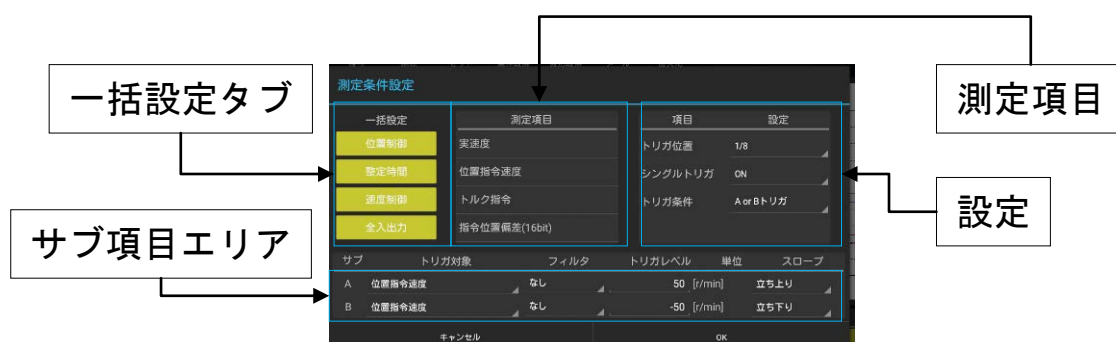 一括設定タブ
サブ項目エリア
測定項目
設定
測定条件設定
一括設定
位置制御
整定時間
速度制御
全入出力
測定項目
実速度
位置指令速度
トルク指令
指令位置偏差(16bit)
項目 設定
トリガ位置 1/8
シングルトリガ ON
トリガ条件 A or Bトリガ
サブ トリガ対象 フィルタ トリガレベル 単位 スロープ
A 位置指令速度 なし 50 [r/min] 立ち上り
B 位置指令速度 なし -50 [r/min] 立ち下り
キャンセル OK